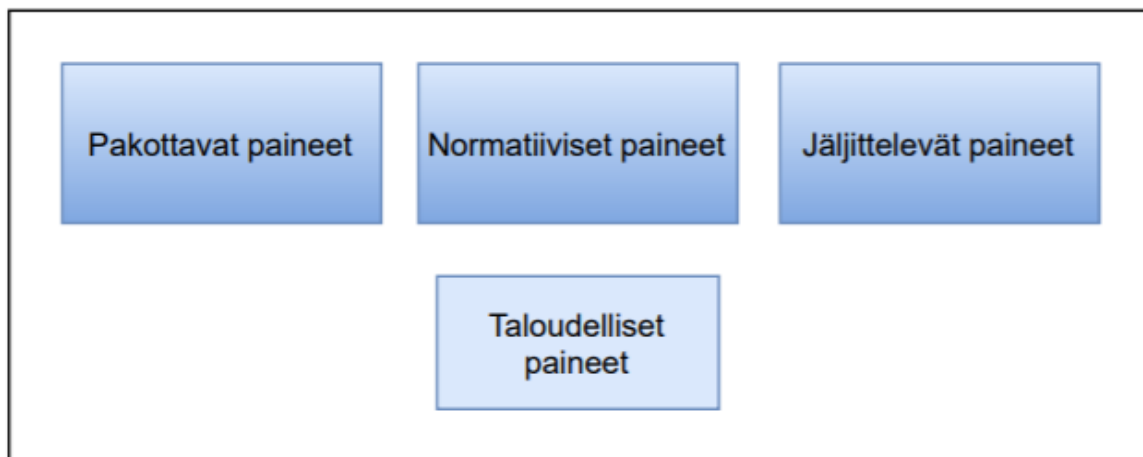 Pakottavat paineet
Normatiiviset paineet
Jäljittelevät paineet
Taloudelliset
paineet